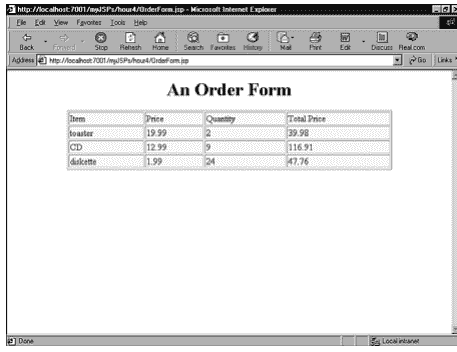 http://localhost:7001/myJSPs/hour4/OrderForm.jsp - Microsoft Internet Explorer
File Edit View Favorites Tools Help
Back Forward Stop Refresh Home Search Favorites History Mail Print Edit Discuss Real.com
Address http://localhost:7001/myJSPs/hour4/OrderForm.jsp Go Links
An Order Form
Item Price Quantity Total Price
toaster 19.99 2 39.98
CD 12.99 9 116.91
diskette 1.99 24 47.76
Done Local intranet